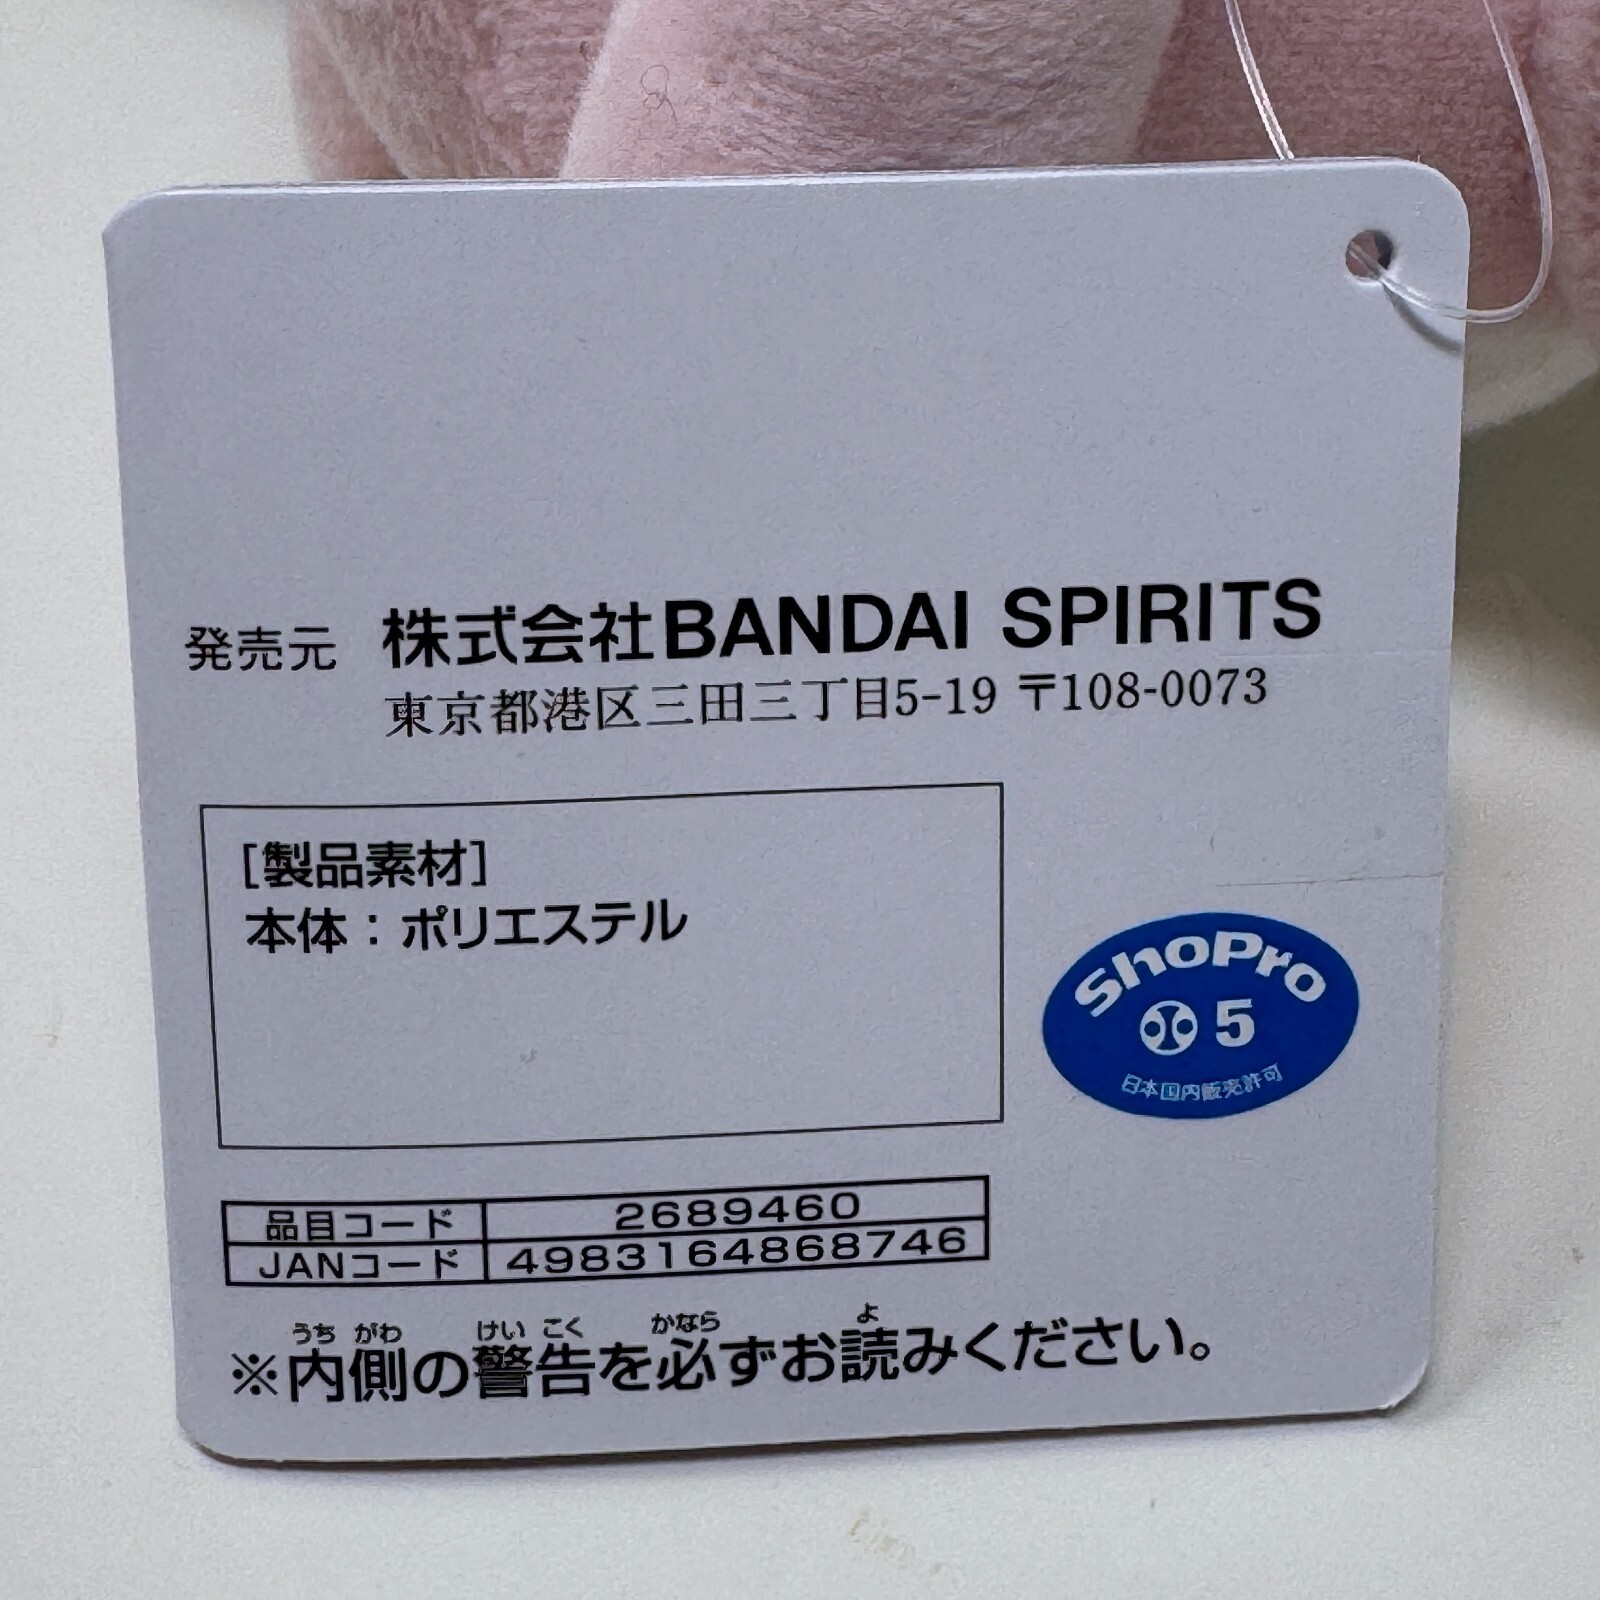 発売元 株式会社BANDAI SPIRITS
東京都港区三田三丁目5-19 〒108-0073
[製品素材]
本体：ポリエステル
ShoPro
5
日本国内販売許可
品目コード 2689460
JANコード 4983164868746
うち がわ けい こく かなら よ
※内側の警告を必ずお読みください。